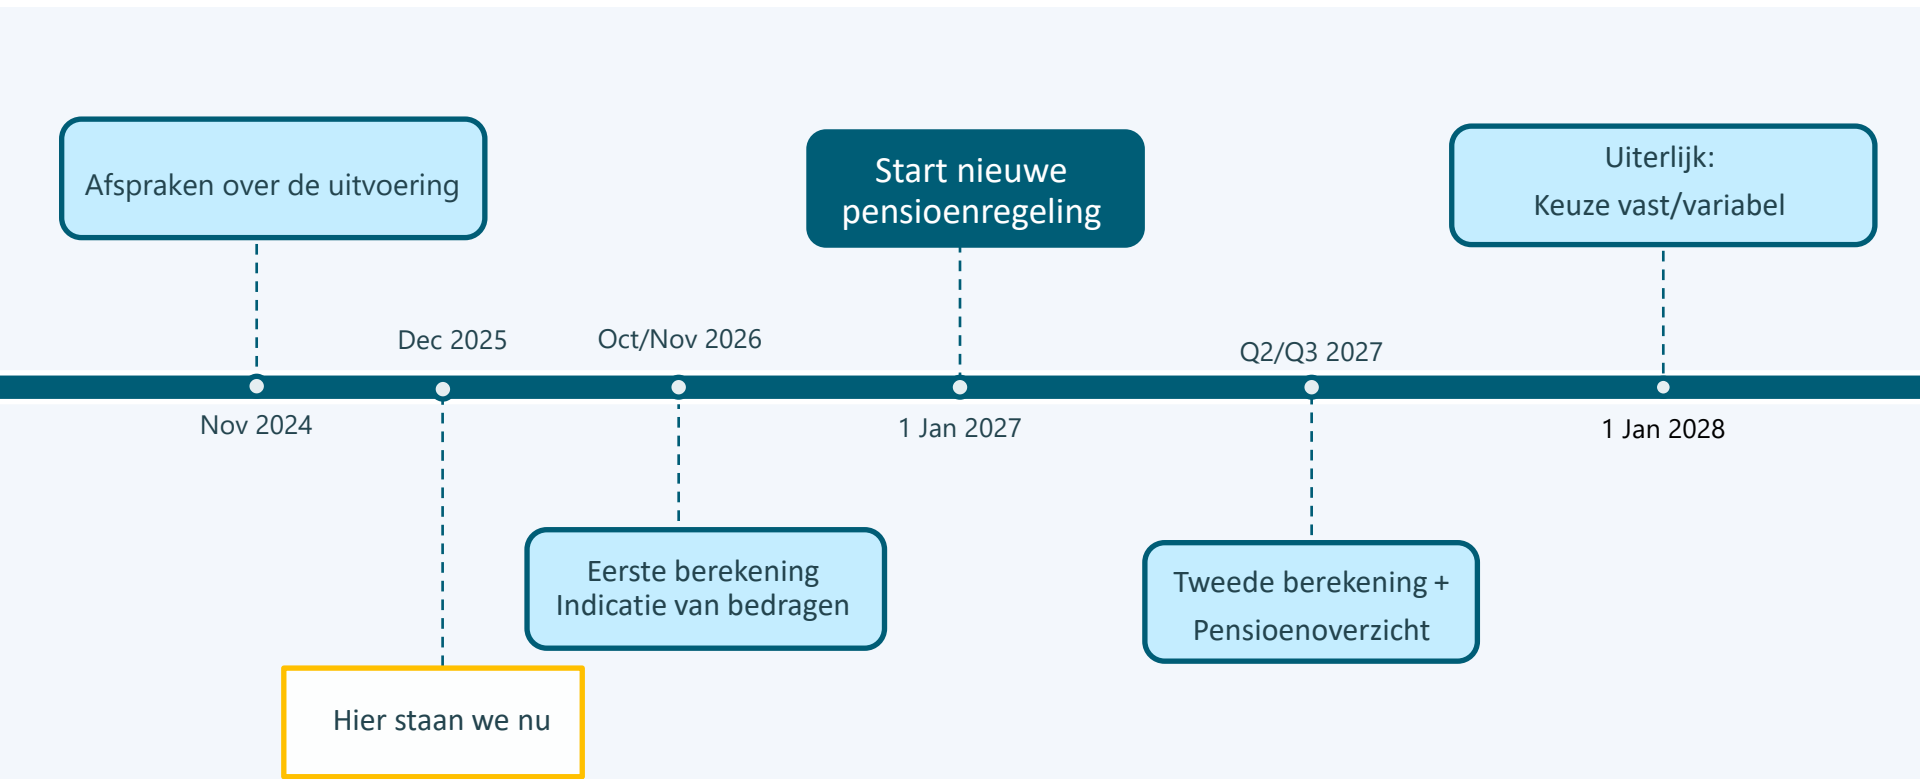 Afspraken over de uitvoering
Start nieuwe
pensioenregeling
Uiterlijk:
Keuze vast/variabel
Dec 2025
Oct/Nov 2026
Q2/Q3 2027
Nov 2024
1 Jan 2027
1 Jan 2028
Eerste berekening
Indicatie van bedragen
Tweede berekening +
Pensioenoverzicht
Hier staan we nu